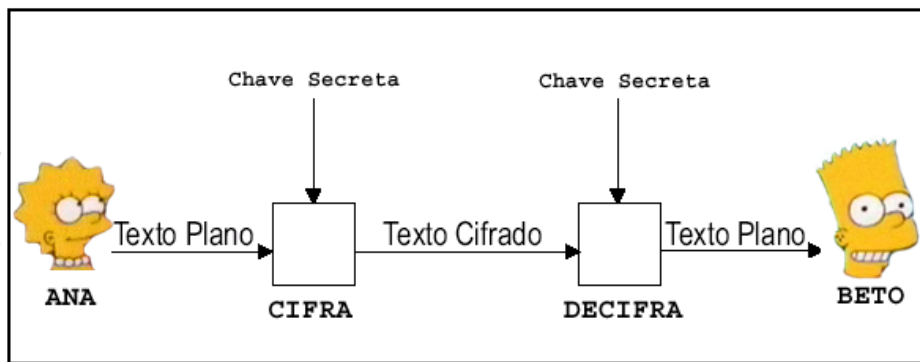 Chave Secreta
Chave Secreta
Texto Plano
Texto Cifrado
Texto Plano
ANA
CIFRA
DECIFRA
BETO